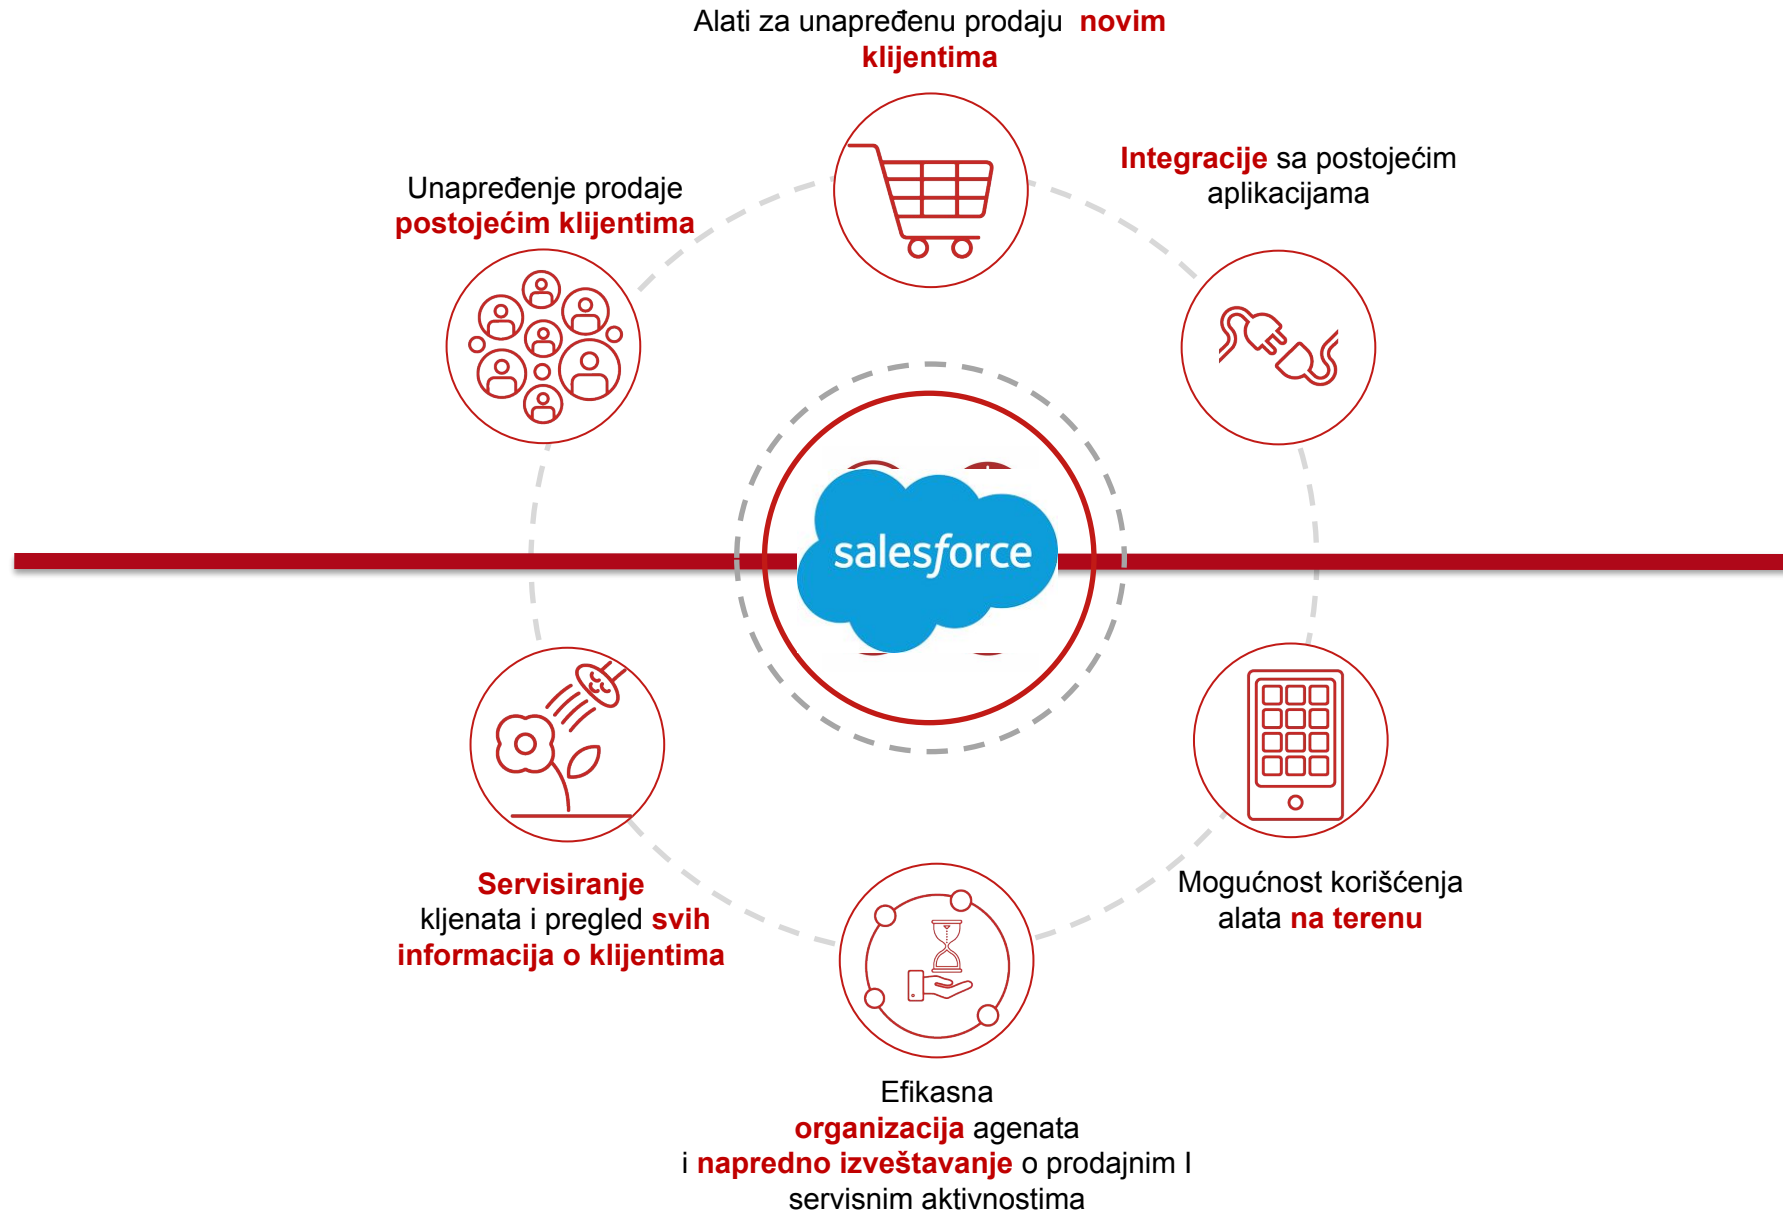 Alati za unapređenu prodaju novim
klijentima
Integracije sa postojećim
aplikacijama
Unapređenje prodaje
postojećim klijentima
salesforce
Servisiranje
kljenata i pregled svih
informacija o klijentima
Mogućnost korišćenja
alata na terenu
Efikasna
organizacija agenata
i napredno izveštavanje o prodajnim I
servisnim aktivnostima